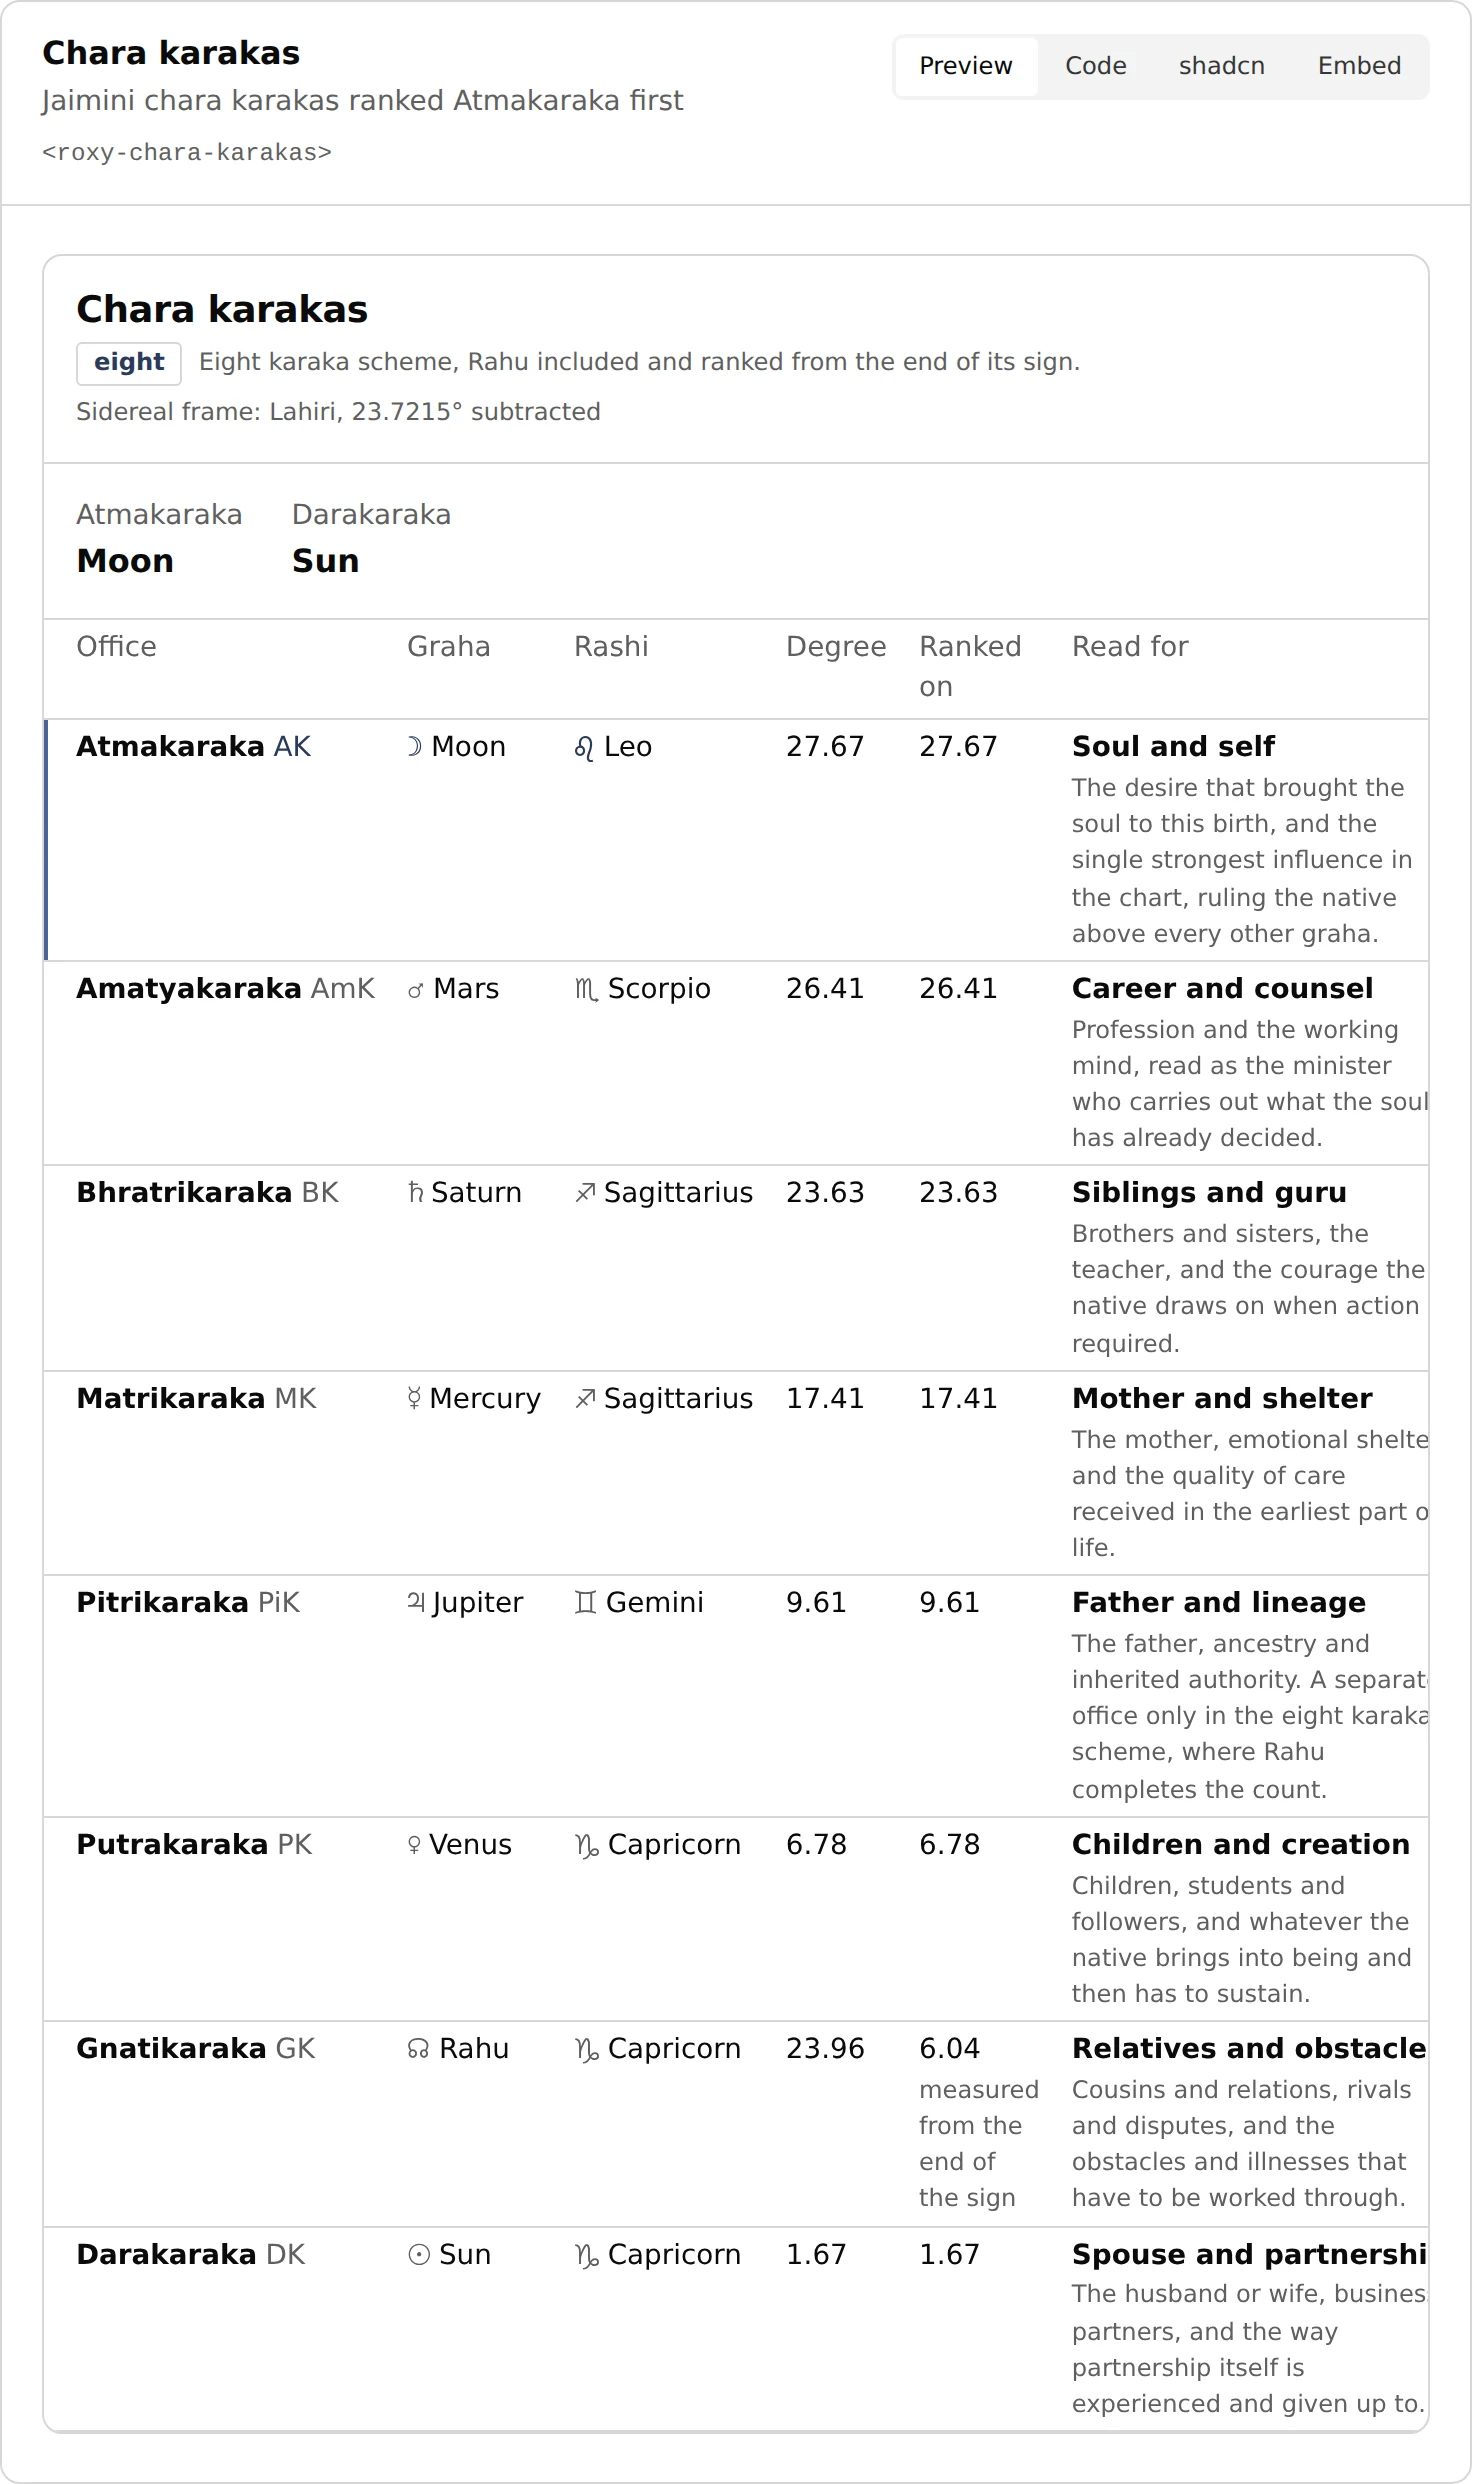 Chara karakas
Jaimini chara karakas ranked Atmakaraka first
<roxy-chara-karakas>
Preview Code shadcn Embed
Chara karakas
eight Eight karaka scheme, Rahu included and ranked from the end of its sign.
Sidereal frame: Lahiri, 23.7215° subtracted
Atmakaraka Darakaraka
Moon Sun
Office Graha Rashi Degree Ranked on Read for
Atmakaraka AK ☽ Moon ♌ Leo 27.67 27.67 Soul and self
The desire that brought the
soul to this birth, and the
single strongest influence in
the chart, ruling the native
above every other graha.
Amatyakaraka AmK ♂ Mars ♏ Scorpio 26.41 26.41 Career and counsel
Profession and the working
mind, read as the minister
who carries out what the soul
has already decided.
Bhratrikaraka BK ♄ Saturn ♐ Sagittarius 23.63 23.63 Siblings and guru
Brothers and sisters, the
teacher, and the courage the
native draws on when action
required.
Matrikaraka MK ☿ Mercury ♐ Sagittarius 17.41 17.41 Mother and shelter
The mother, emotional shelte
and the quality of care
received in the earliest part o
life.
Pitrikaraka PiK ♃ Jupiter ♊ Gemini 9.61 9.61 Father and lineage
The father, ancestry and
inherited authority. A separat
office only in the eight karaka
scheme, where Rahu
completes the count.
Putrakaraka PK ♀ Venus ♑ Capricorn 6.78 6.78 Children and creation
Children, students and
followers, and whatever the
native brings into being and
then has to sustain.
Gnatikaraka GK ☊ Rahu ♑ Capricorn 23.96 6.04 Relatives and obstacle
measured
from the
end of
the sign
Cousins and relations, rivals
and disputes, and the
obstacles and illnesses that
have to be worked through.
Darakaraka DK ☉ Sun ♑ Capricorn 1.67 1.67 Spouse and partnershi
The husband or wife, busines
partners, and the way
partnership itself is
experienced and given up to.